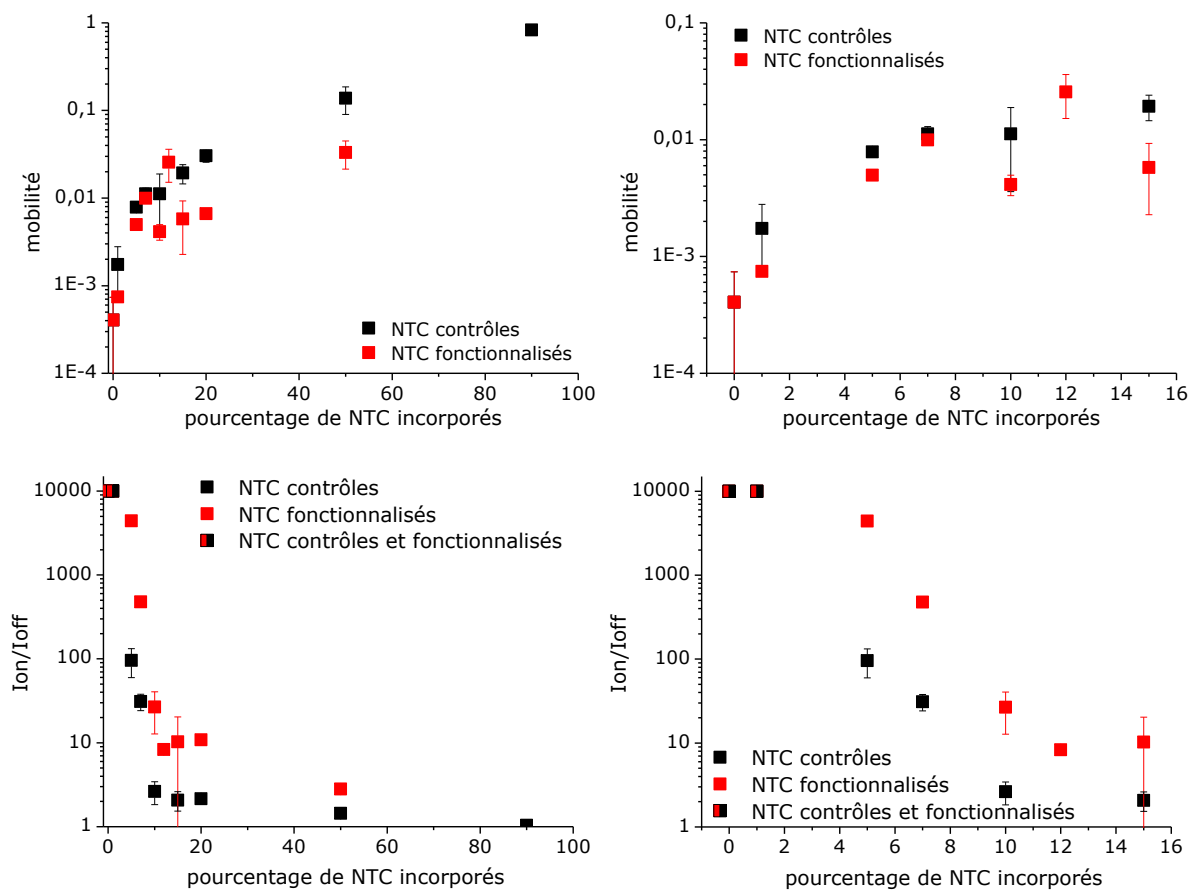 1
0,1
0,01
1E-3
1E-4
mobilité
NTC contrôles
NTC fonctionnalisés
0 20 40 60 80 100
pourcentage de NTC incorporés
0,1
0,01
1E-3
1E-4
mobilité
NTC contrôles
NTC fonctionnalisés
0 2 4 6 8 10 12 14 16
pourcentage de NTC incorporés
10000
1000
100
10
1
Ion/Ioff
NTC contrôles
NTC fonctionnalisés
NTC contrôles et fonctionnalisés
0 20 40 60 80 100
pourcentage de NTC incorporés
10000
1000
100
10
1
Ion/Ioff
NTC contrôles
NTC fonctionnalisés
NTC contrôles et fonctionnalisés
0 2 4 6 8 10 12 14 16
pourcentage de NTC incorporés